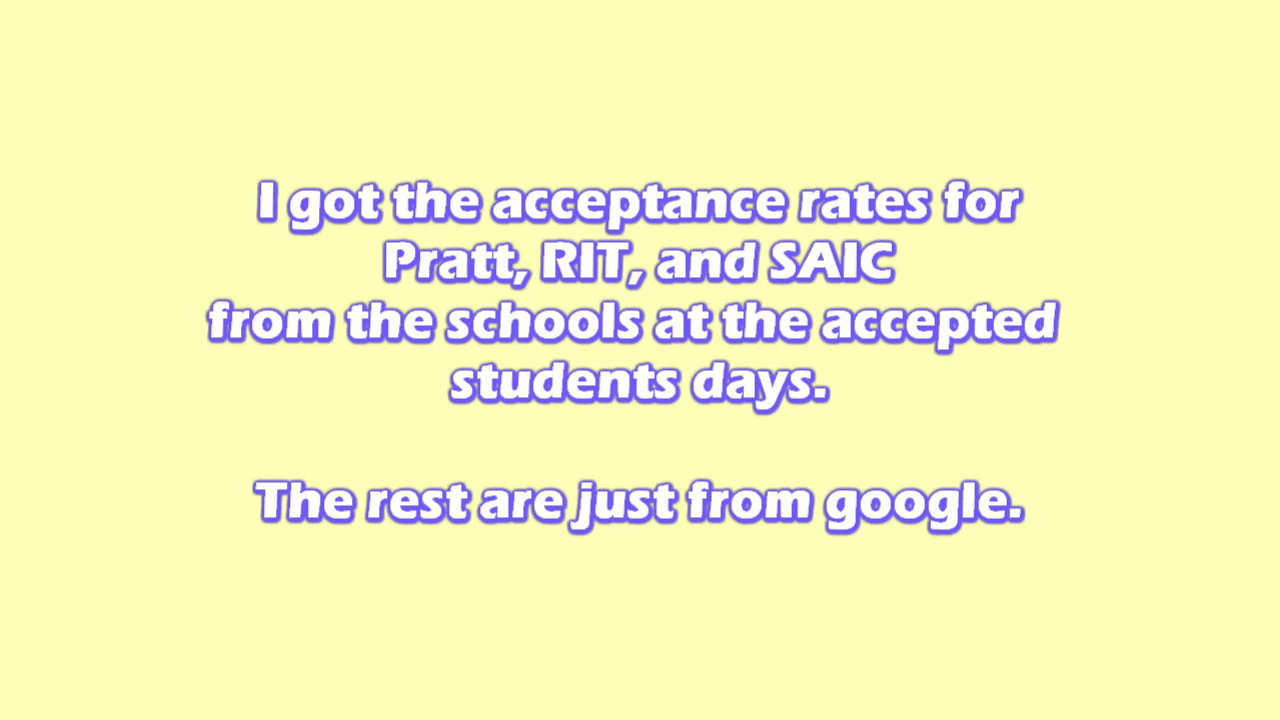 I got the acceptance rates for
Pratt, RIT, and SAIC
from the schools at the accepted
students days.
The rest are just from google.